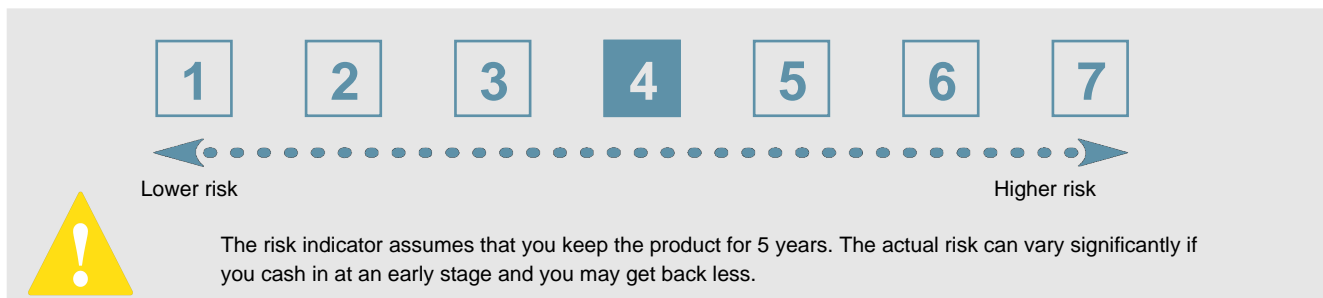 1 2 3 4 5 6 7
Lower risk Higher risk
!
The risk indicator assumes that you keep the product for 5 years. The actual risk can vary significantly if
you cash in at an early stage and you may get back less.